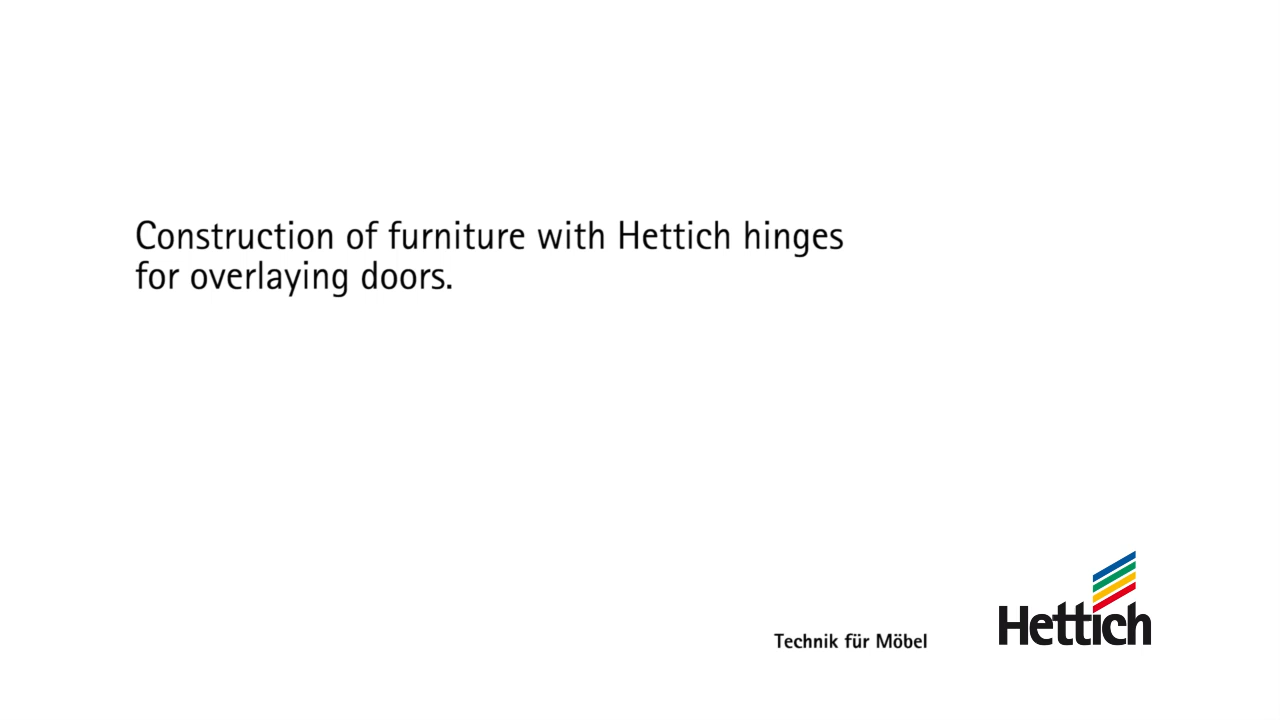 Construction of furniture with Hettich hinges
for overlaying doors.
Technik für Möbel
Hettich